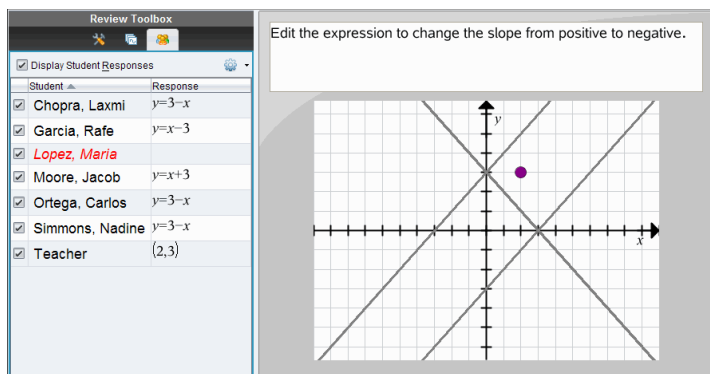 Review Toolbox
Display Student Responses
Student Response
Chopra, Laxmi y=3−x
Garcia, Rafe y=x−3
Lopez, Maria
Moore, Jacob y=x+3
Ortega, Carlos y=3−x
Simmons, Nadine y=3−x
Teacher (2,3)
Edit the expression to change the slope from positive to negative.
y
x